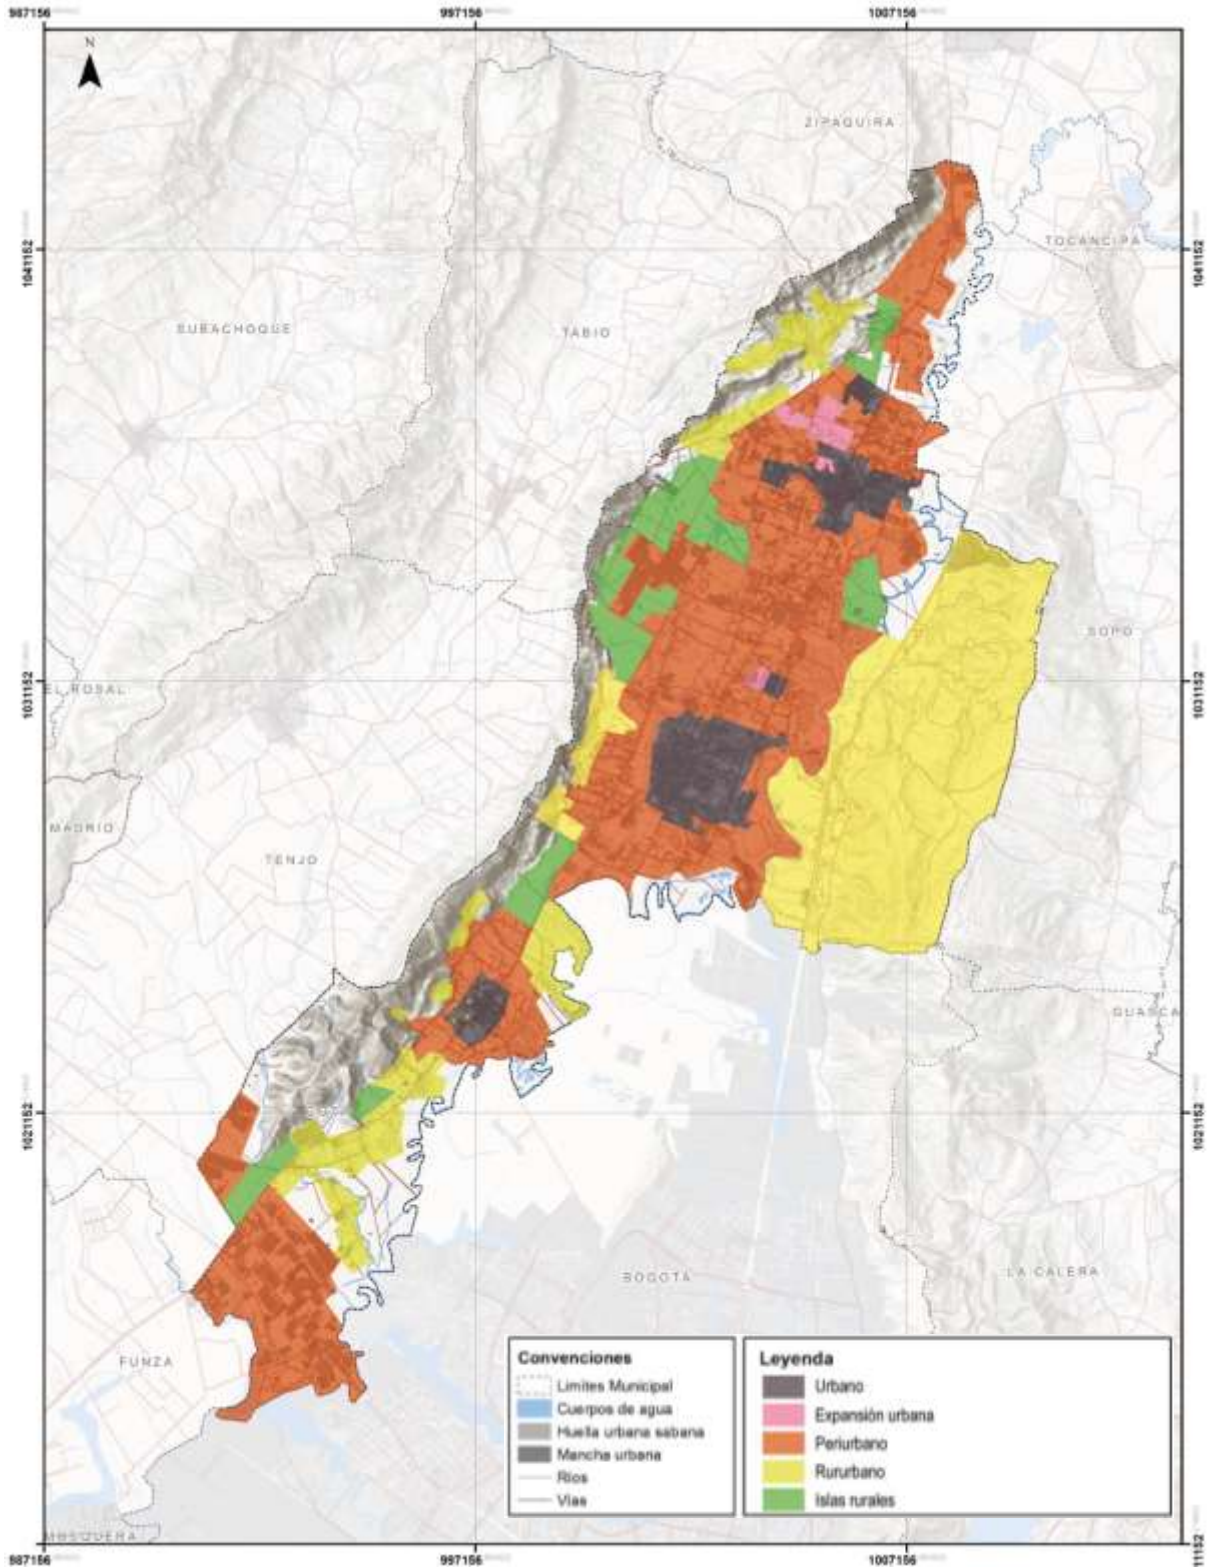 987156
997156
1007156
N
ZIPAQUIRA
1041152
TOCANCIPA
1041152
SUBACHOQUE
TABIO
SOPO
EL ROSAL
1031152
1031152
MADRID
TENJO
GUASCA
1021152
1021152
BOGOTA
LA CALERA
FUNZA
Convenciones
Limites Municipal
Cuerpos de agua
Huella urbana sabana
Mancha urbana
Rios
Vias
Leyenda
Urbano
Expansión urbana
Periurbano
Rururbano
Islas rurales
MOSQUERA
11152
987156
997156
1007156